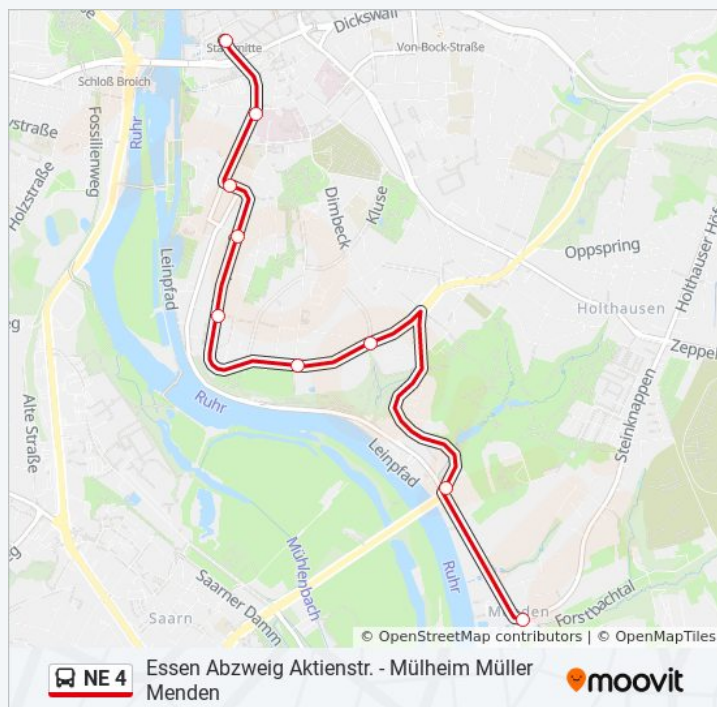 Dickswall
Stadtmitte
Von-Bock-Straße
Schloß Broich
Fossilienweg
Ruhr
Holzstraße
Leinpfad
Dimbeck
Kluse
Oppspring
Holthausen
Holthauser Hö
Zeppel
Steinknappen
Alte Straße
Ruhr
Leinpfad
Mühlenbach
Ruhr
Saarn
Saarner Damm
Menden
Forstbachtal
© OpenStreetMap contributors | © OpenMapTiles
NE 4
Essen Abzweig Aktienstr. - Mülheim Müller
Menden
moovit